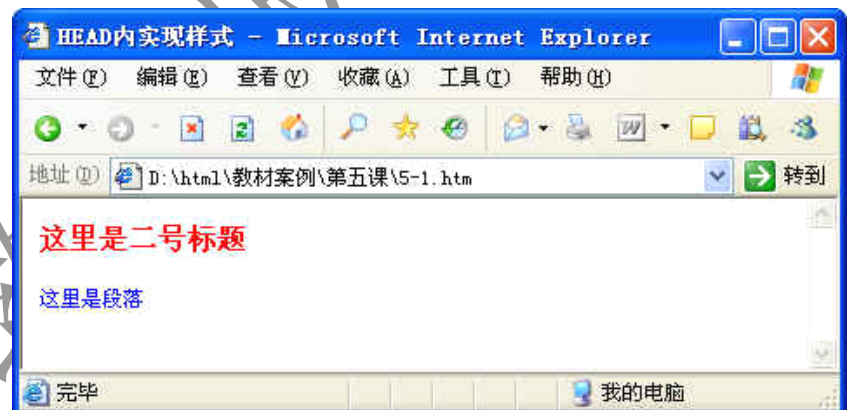 HEAD内实现样式 - Microsoft Internet Explorer
文件(F) 编辑(E) 查看(V) 收藏(A) 工具(T) 帮助(H)
地址(D) D:\html\教材案例\第五课\5-1.htm 转到
这里是二号标题
这里是段落
完毕 我的电脑